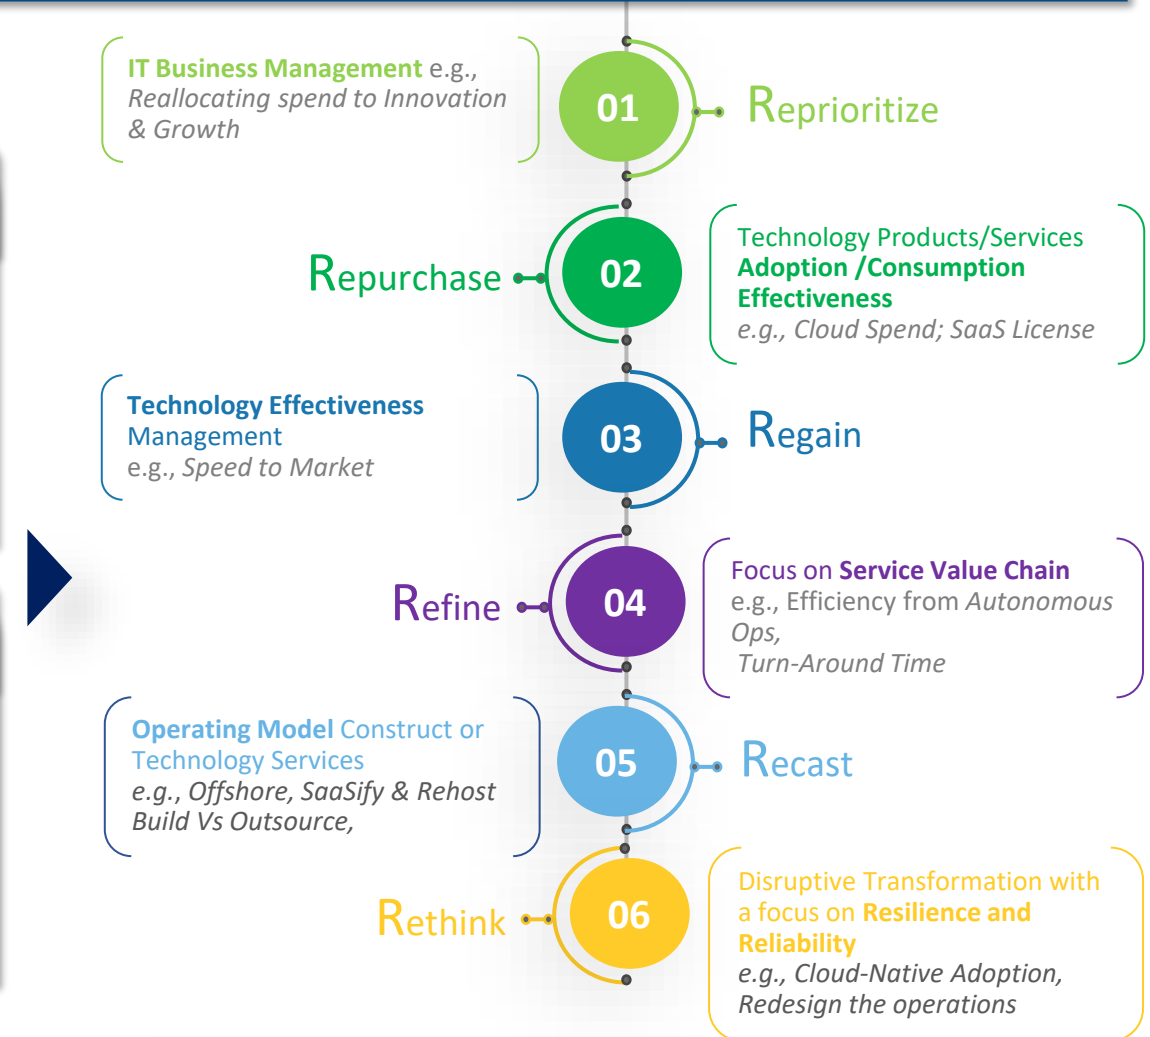 IT Business Management e.g.,
Reallocating spend to Innovation
& Growth
01
Reprioritize
Repurchase
02
Technology Products/Services
Adoption /Consumption
Effectiveness
e.g., Cloud Spend; SaaS License
Technology Effectiveness
Management
e.g., Speed to Market
03
Regain
Refine
04
Focus on Service Value Chain
e.g., Efficiency from Autonomous
Ops,
Turn-Around Time
Operating Model Construct or
Technology Services
e.g., Offshore, SaaSify & Rehost
Build Vs Outsource,
05
Recast
Rethink
06
Disruptive Transformation with
a focus on Resilience and
Reliability
e.g., Cloud-Native Adoption,
Redesign the operations